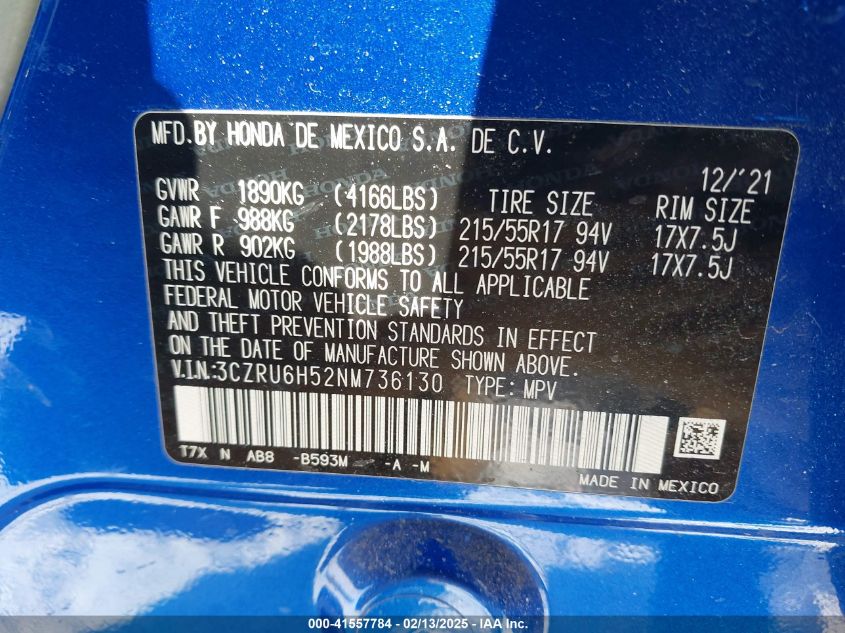 MFD.BY HONDA DE MEXICO S.A. DE C.V.
12/'21
GVWR 1890KG (4166LBS) TIRE SIZE RIM SIZE
GAWR F 988KG (2178LBS) 215/55R17 94V 17X7.5J
GAWR R 902KG (1988LBS) 215/55R17 94V 17X7.5J
THIS VEHICLE CONFORMS TO ALL APPLICABLE
FEDERAL MOTOR VEHICLE SAFETY
AND THEFT PREVENTION STANDARDS IN EFFECT
ON THE DATE OF MANUFACTURE SHOWN ABOVE.
V.I.N.:3CZRU6H52NM736130 TYPE: MPV
T7X N AB8 -B593M -A -M
MADE IN MEXICO
000-41557784 - 02/13/2025 - IAAI.COM